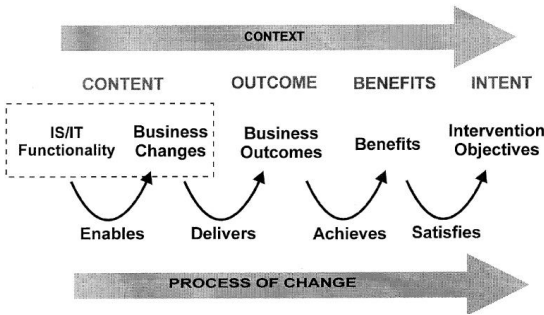 CONTEXT
CONTENT OUTCOME BENEFITS INTENT
IS/IT Functionality
Business Changes
Business Outcomes
Benefits
Intervention Objectives
Enables Delivers Achieves Satisfies
PROCESS OF CHANGE